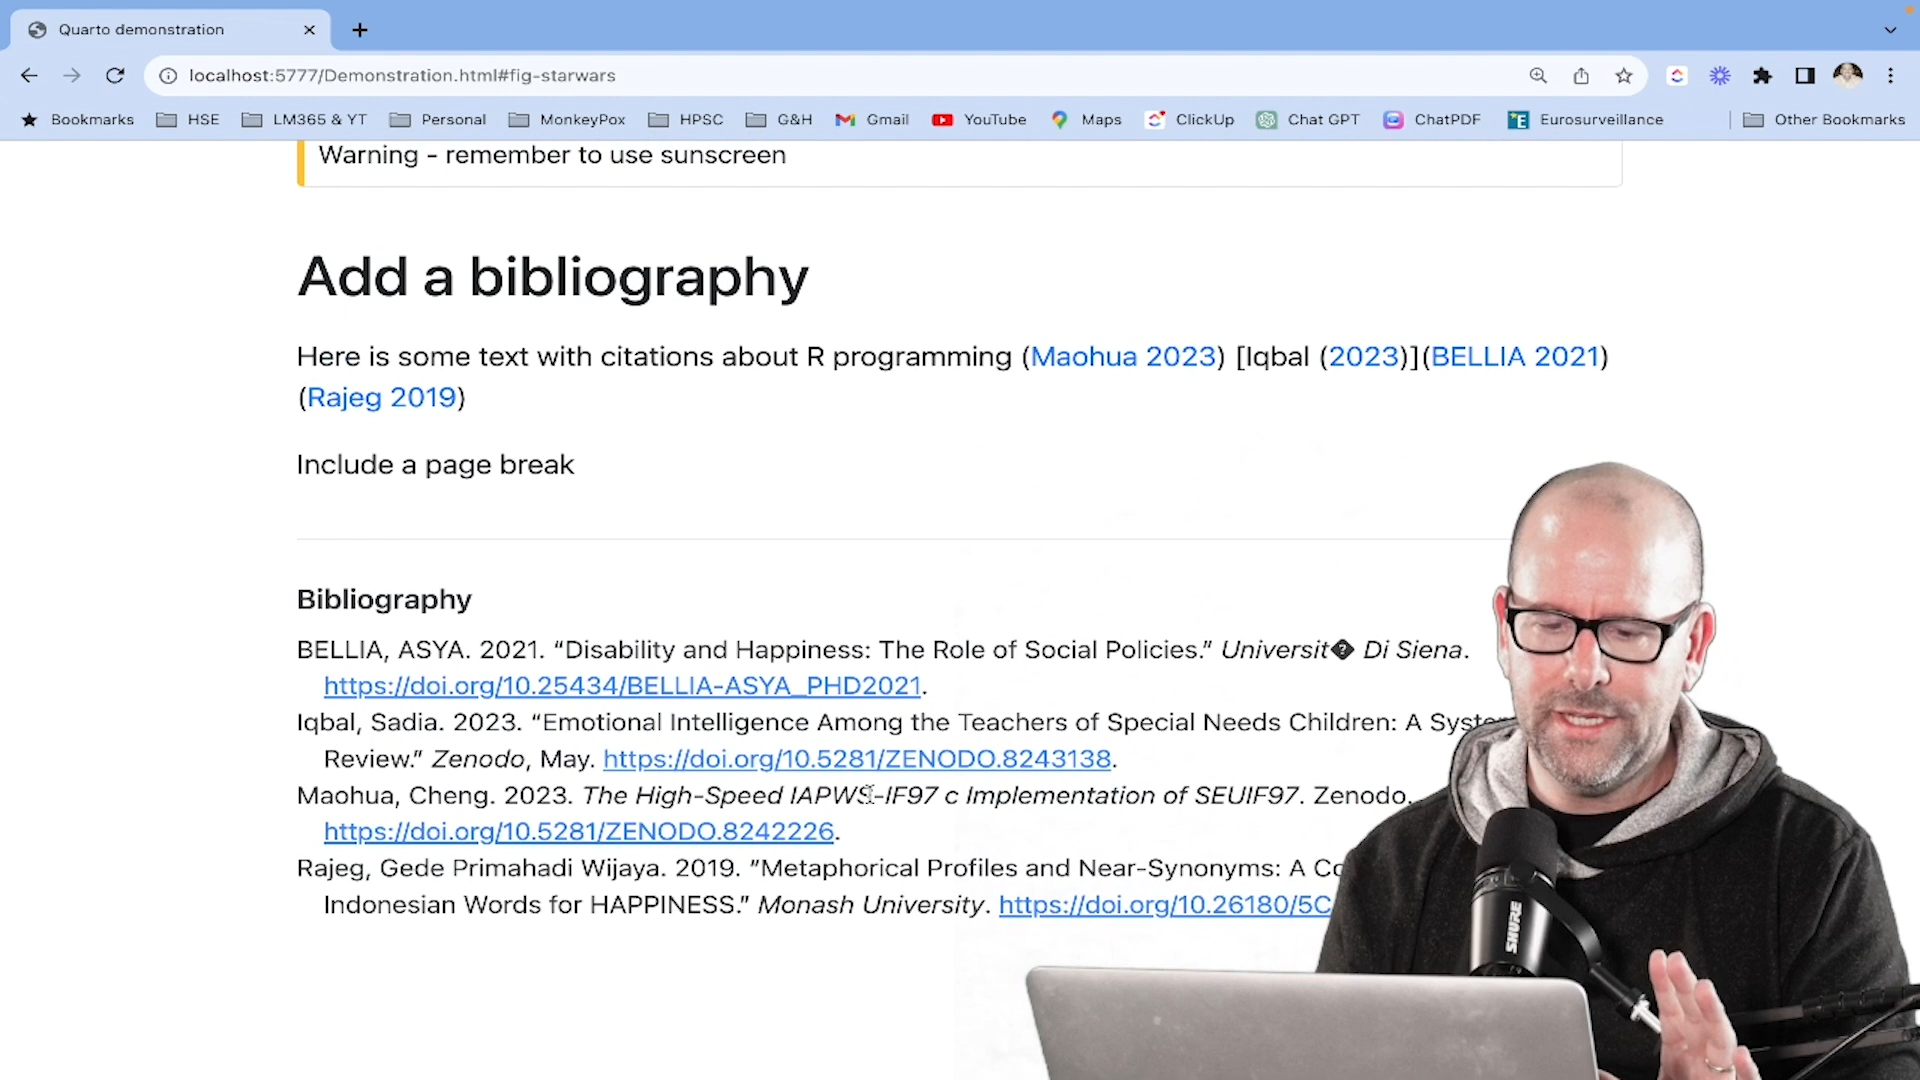 Quarto demonstration
localhost:5777/Demonstration.html#fig-starwars
Bookmarks HSE LM365 & YT Personal MonkeyPox HPSC G&H Gmail YouTube Maps ClickUp Chat GPT ChatPDF Eurosurveillance Other Bookmarks
Warning - remember to use sunscreen
Add a bibliography
Here is some text with citations about R programming (Maohua 2023) [Iqbal (2023)](BELLIA 2021)
(Rajeg 2019)
Include a page break
Bibliography
BELLIA, ASYA. 2021. “Disability and Happiness: The Role of Social Policies.” Universit� Di Siena.
https://doi.org/10.25434/BELLIA-ASYA_PHD2021.
Iqbal, Sadia. 2023. “Emotional Intelligence Among the Teachers of Special Needs Children: A
Review.” Zenodo, May. https://doi.org/10.5281/ZENODO.8243138.
Maohua, Cheng. 2023. The High-Speed IAPWS-IF97 c Implementation of SEUIF97. Zenodo.
https://doi.org/10.5281/ZENODO.8242226.
Rajeg, Gede Primahadi Wijaya. 2019. “Metaphorical Profiles and Near-Synonyms: A
Indonesian Words for HAPPINESS.” Monash University. https://doi.org/10.26180/5C
SHURE